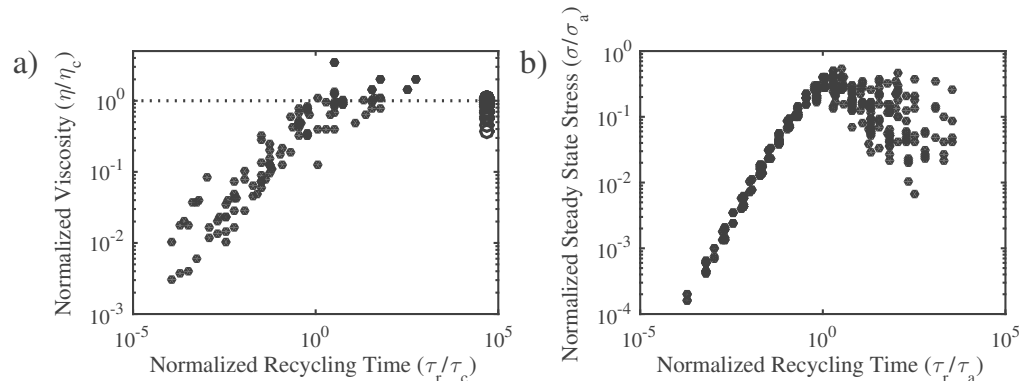 a)
Normalized Viscosity (η/η_c)
10^0
10^-1
10^-2
10^-3
10^-5
10^0
10^5
Normalized Recycling Time (τ_r/τ_c)
b)
Normalized Steady State Stress (σ/σ_a)
10^0
10^-1
10^-2
10^-3
10^-4
10^-5
10^0
10^5
Normalized Recycling Time (τ_r/τ_a)